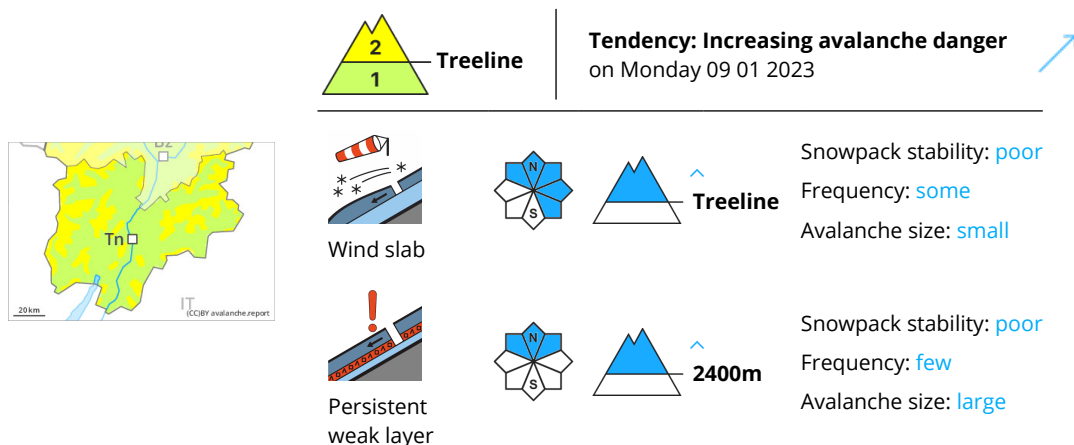 2
1
Treeline
Tendency: Increasing avalanche danger
on Monday 09 01 2023
Bz
Tn
IT
20 km
(CC)BY avalanche.report
Wind slab
N
S
Treeline
Snowpack stability: poor
Frequency: some
Avalanche size: small
Persistent
weak layer
N
S
2400m
Snowpack stability: poor
Frequency: few
Avalanche size: large